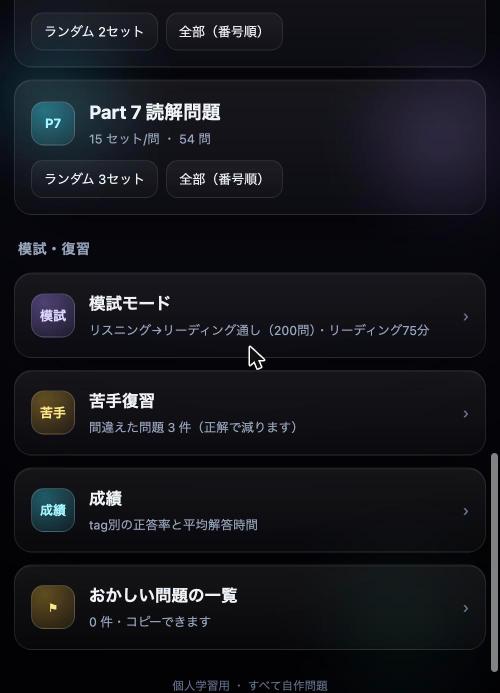 ランダム 2セット
全部（番号順）
P7
Part 7 読解問題
15 セット/問 ・ 54 問
ランダム 3セット
全部（番号順）
模試・復習
模試
模試モード
リスニング→リーディング通し（200問）・リーディング75分
苦手
苦手復習
間違えた問題 3 件（正解で減ります）
成績
成績
tag別の正答率と平均解答時間
おかしい問題の一覧
0 件・コピーできます
個人学習用 ・ すべて自作問題